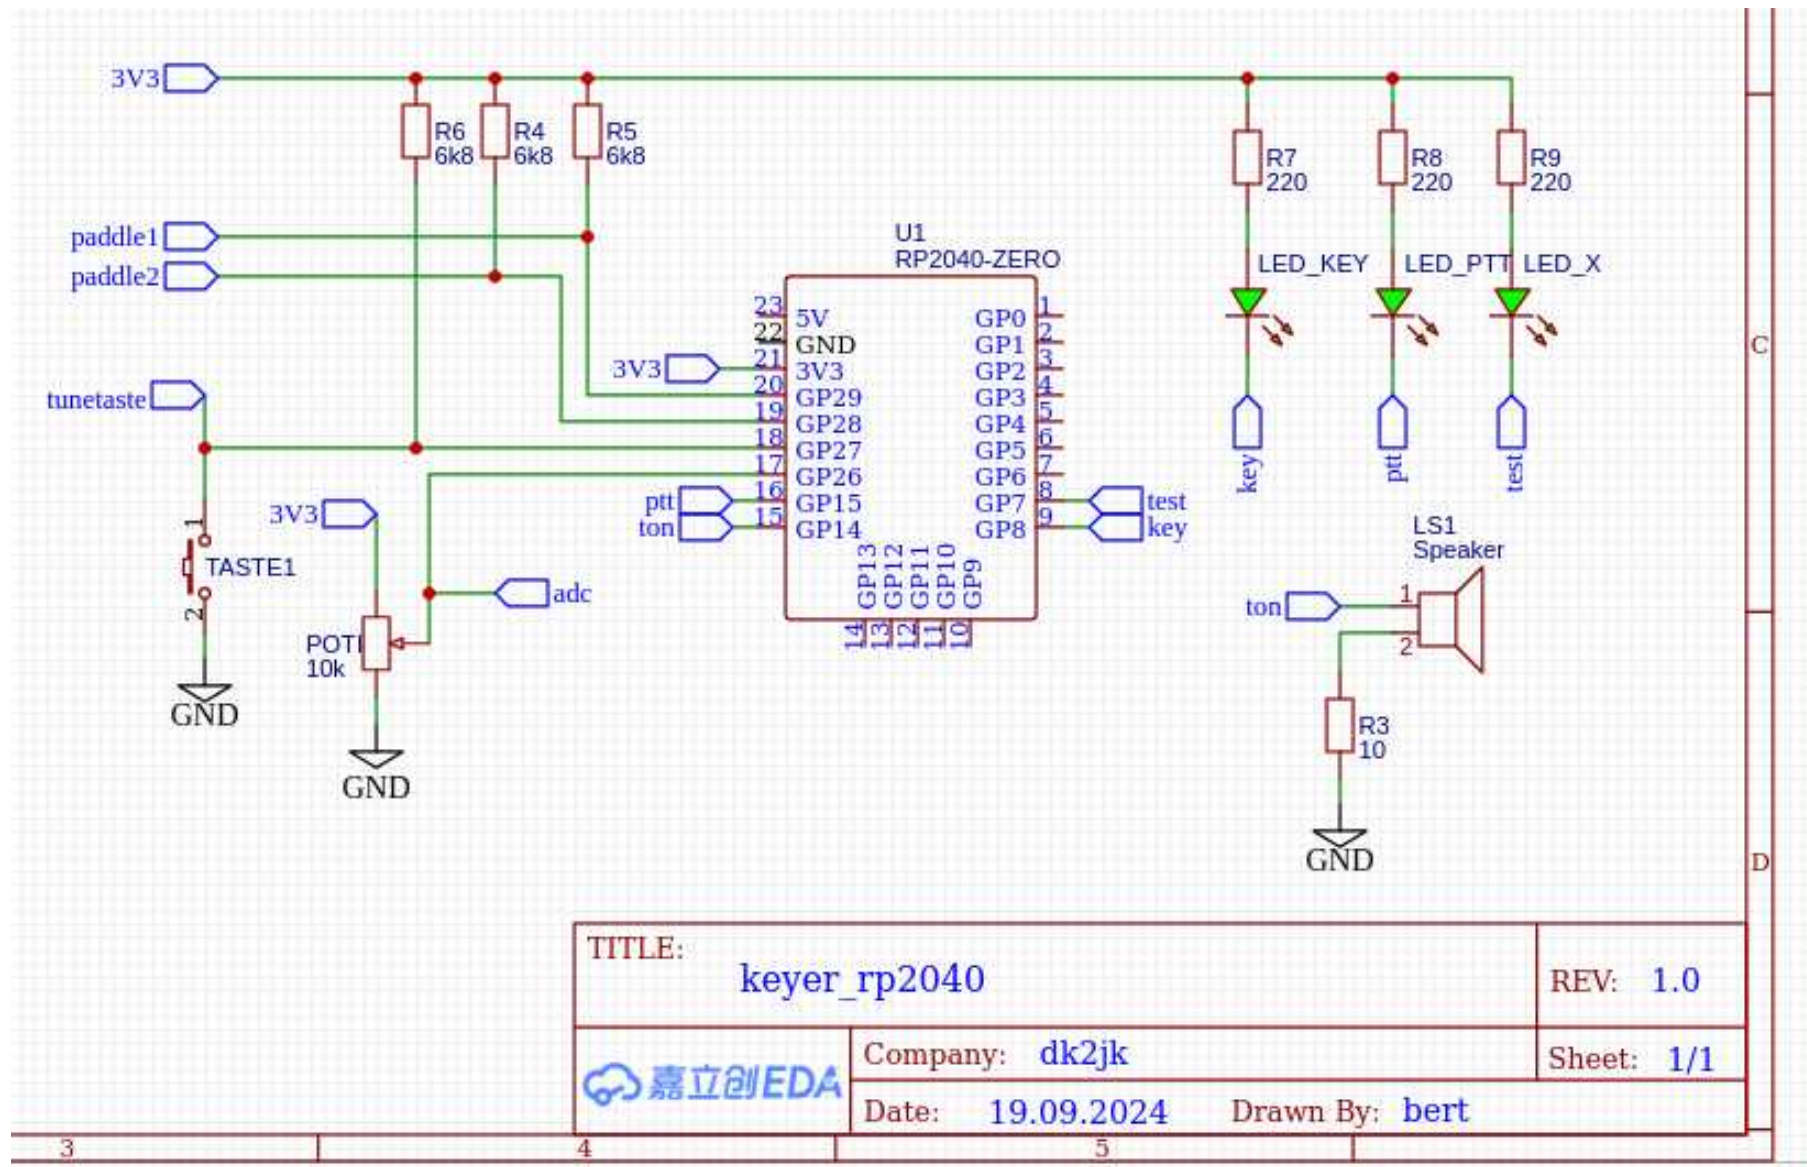 3V3
R6
6k8
R4
6k8
R5
6k8
R7
220
R8
220
R9
220
paddle1
paddle2
U1
RP2040-ZERO
LED_KEY
LED_PTT
LED_X
23
5V
22
GND
21
3V3
20
GP29
19
GP28
18
GP27
17
GP26
16
GP15
15
GP14
1
GP0
2
GP1
3
GP2
4
GP3
5
GP4
6
GP5
7
GP6
8
GP7
9
GP8
GP13
GP12
GP11
GP10
GP9
14
13
12
11
10
3V3
tunetaste
ptt
ton
test
key
key
ptt
test
3V3
1
TASTE1
2
adc
POTI
10k
GND
GND
LS1
Speaker
ton
1
2
R3
10
GND
C
D
TITLE:
keyer_rp2040
REV: 1.0
嘉立创EDA
Company: dk2jk
Sheet: 1/1
Date: 19.09.2024
Drawn By: bert
3
4
5